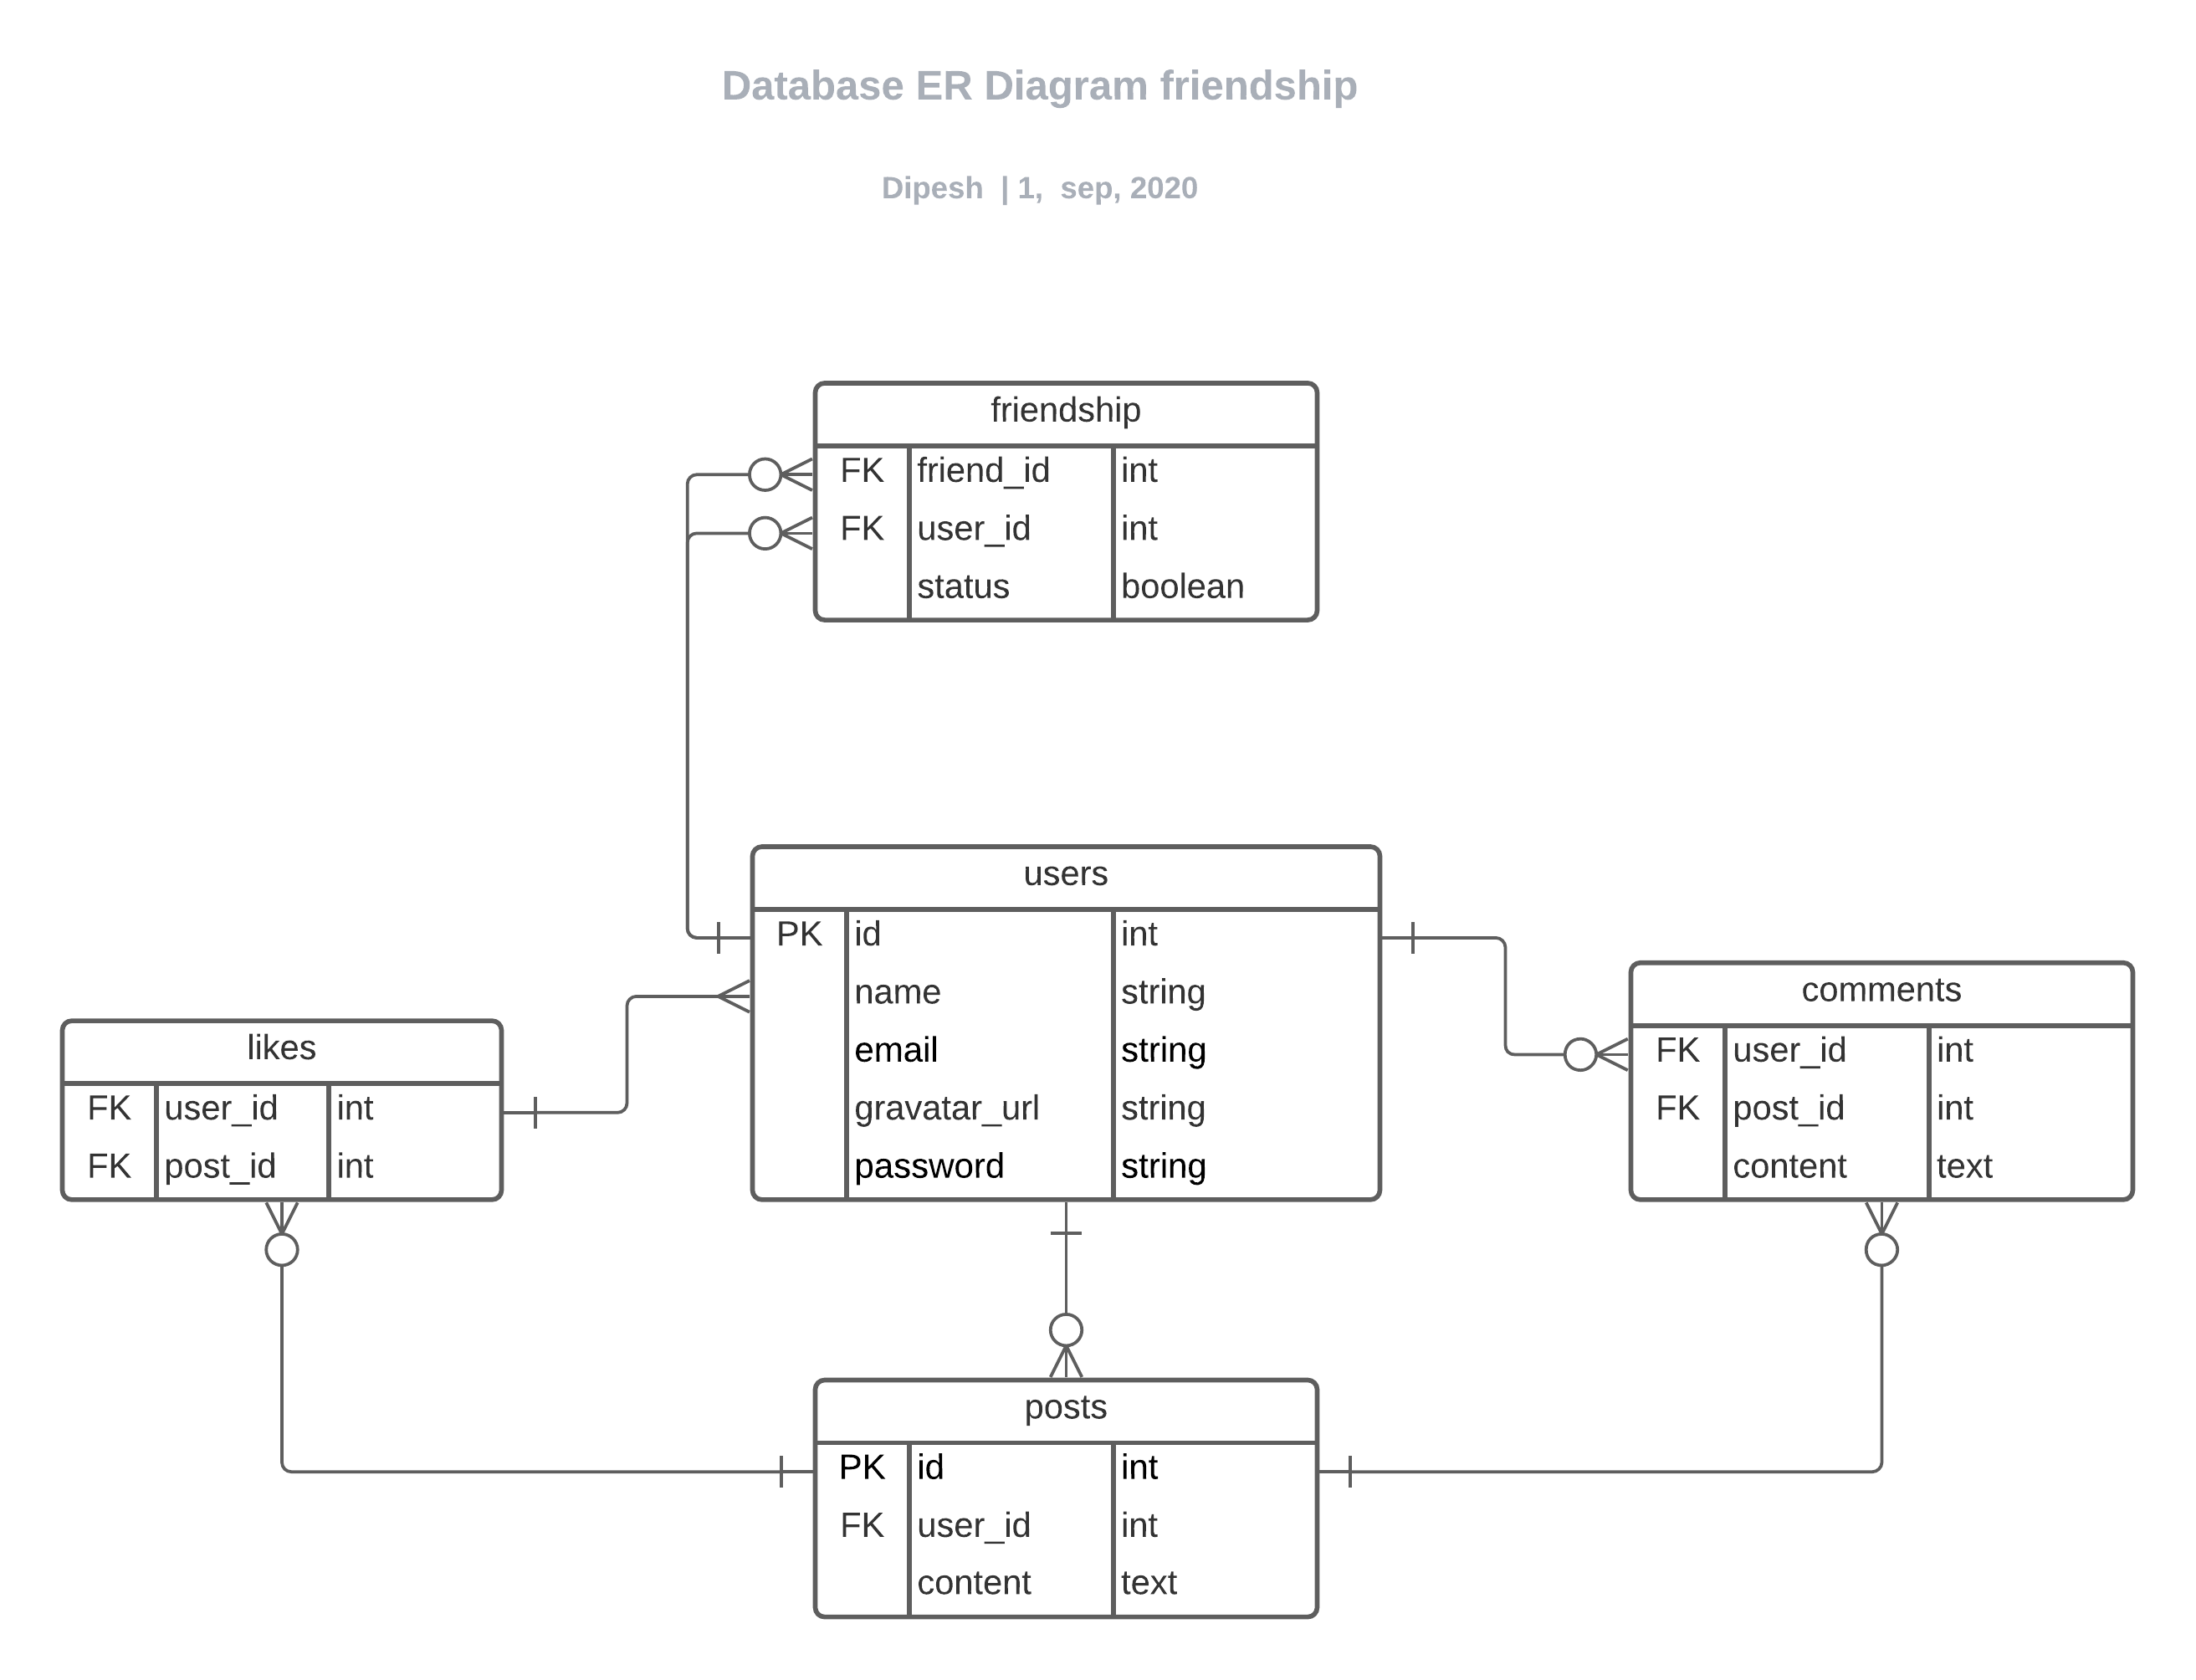 Database ER Diagram friendship
Dipesh | 1, sep, 2020
friendship
FK friend_id int
FK user_id int
status boolean
users
PK id int
name string
email string
gravatar_url string
password string
likes
FK user_id int
FK post_id int
comments
FK user_id int
FK post_id int
content text
posts
PK id int
FK user_id int
content text